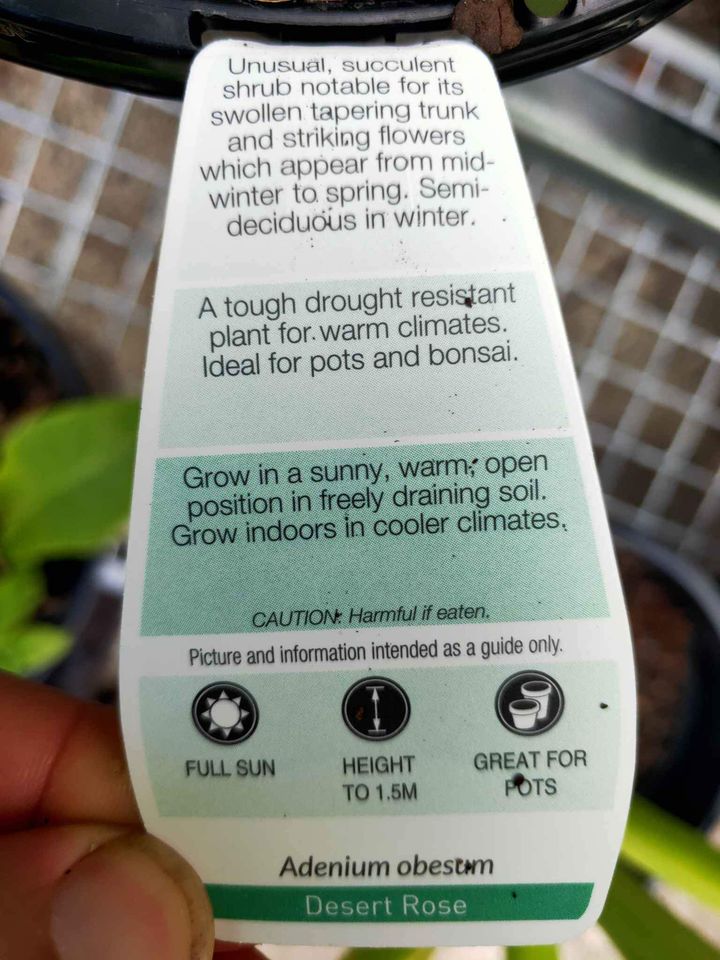 Unusual, succulent
shrub notable for its
swollen tapering trunk
and striking flowers
which appear from mid-
winter to spring. Semi-
deciduous in winter.
A tough drought resistant
plant for warm climates.
Ideal for pots and bonsai.
Grow in a sunny, warm, open
position in freely draining soil.
Grow indoors in cooler climates.
CAUTION: Harmful if eaten.
Picture and information intended as a guide only.
FULL SUN
HEIGHT
TO 1.5M
GREAT FOR
POTS
Adenium obesum
Desert Rose